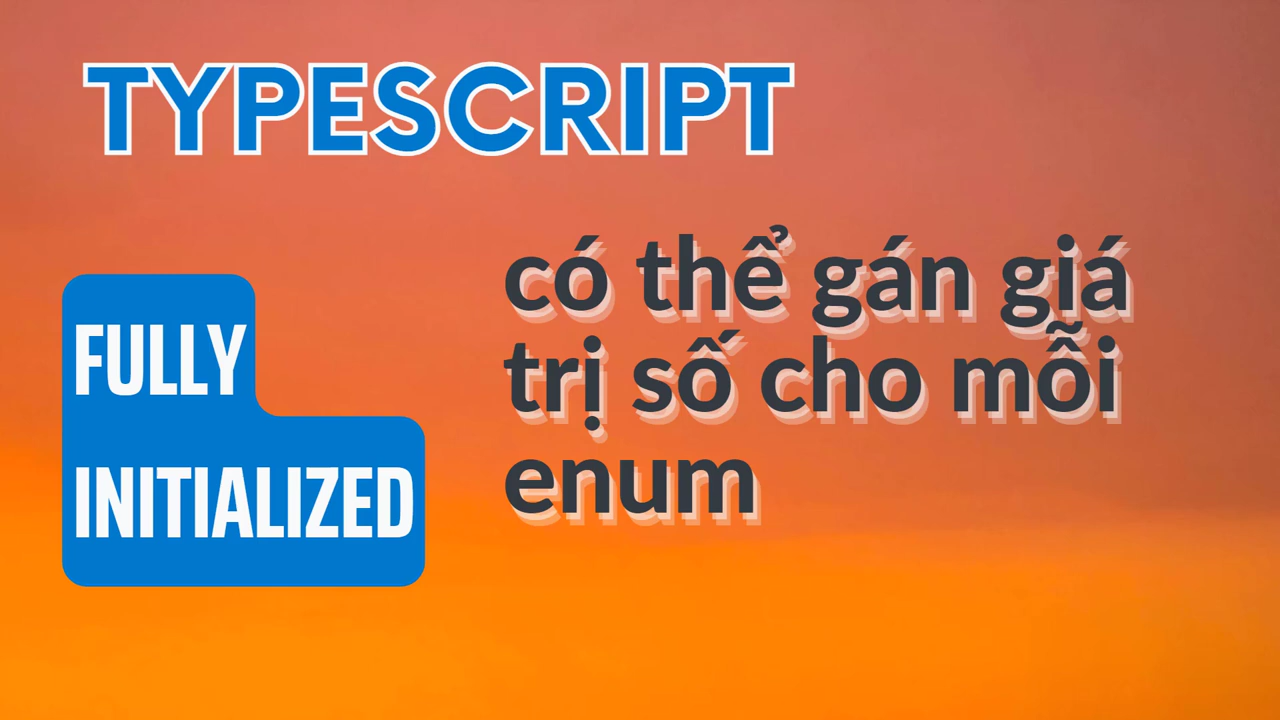 TYPESCRIPT
FULLY
INITIALIZED
có thể gán giá
trị số cho mỗi
enum